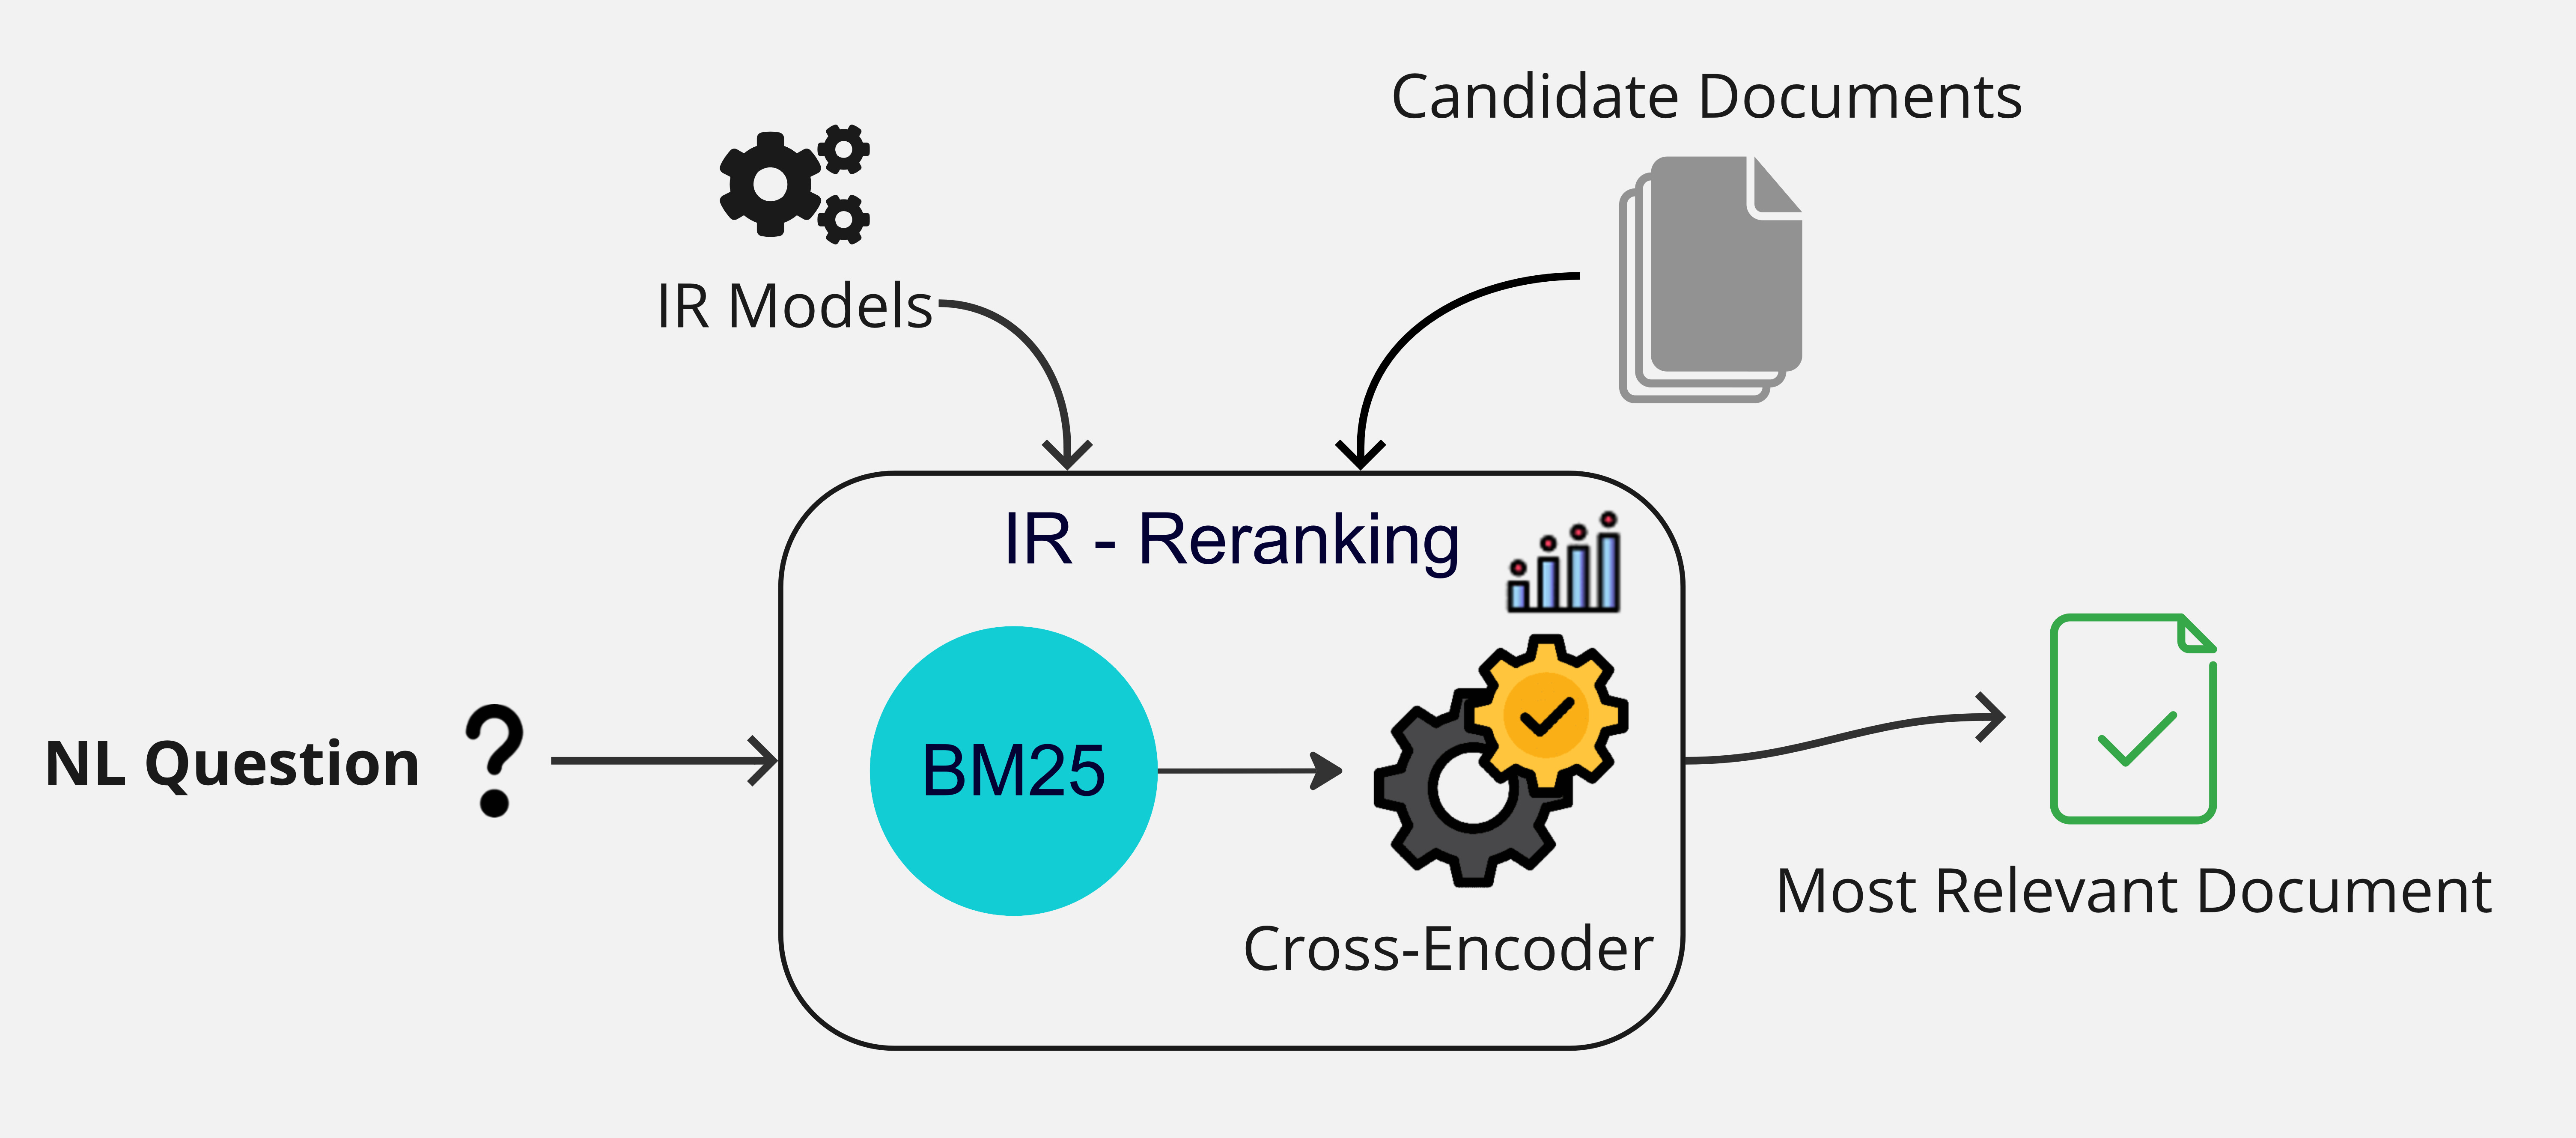 Candidate Documents
IR Models
IR - Reranking
NL Question
BM25
Cross-Encoder
Most Relevant Document